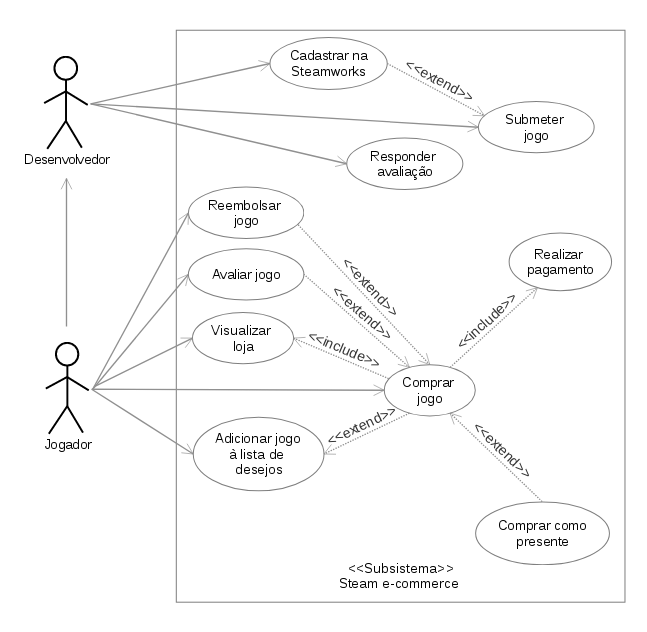 Cadastrar na
Steamworks
<<extend>>
Submeter
jogo
Desenvolvedor
Responder
avaliação
Reembolsar
jogo
<<extend>>
Realizar
pagamento
Avaliar jogo
<<extend>>
Visualizar
loja
<<include>>
<<include>>
Comprar
jogo
Jogador
Adicionar jogo
à lista de
desejos
<<extend>>
<<extend>>
Comprar como
presente
<<Subsistema>>
Steam e-commerce